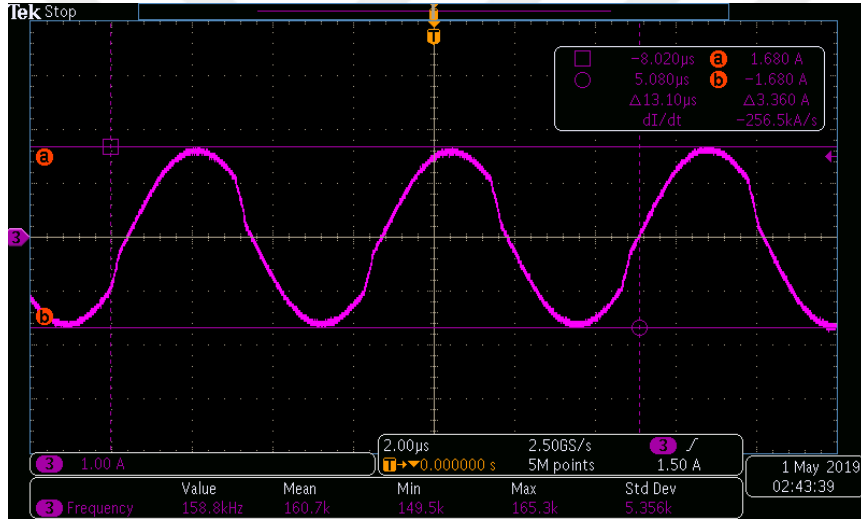 Tek Stop
T
−8.020µs a 1.680 A
5.080µs b −1.680 A
△13.10µs △3.360 A
dI/dt −256.5kA/s
a
3
b
3 1.00 A
2.00µs 2.50GS/s 3 /
T→▼0.000000 s 5M points 1.50 A
1 May 2019
02:43:39
Value Mean Min Max Std Dev
3 Frequency 158.8kHz 160.7k 149.5k 165.3k 5.356k